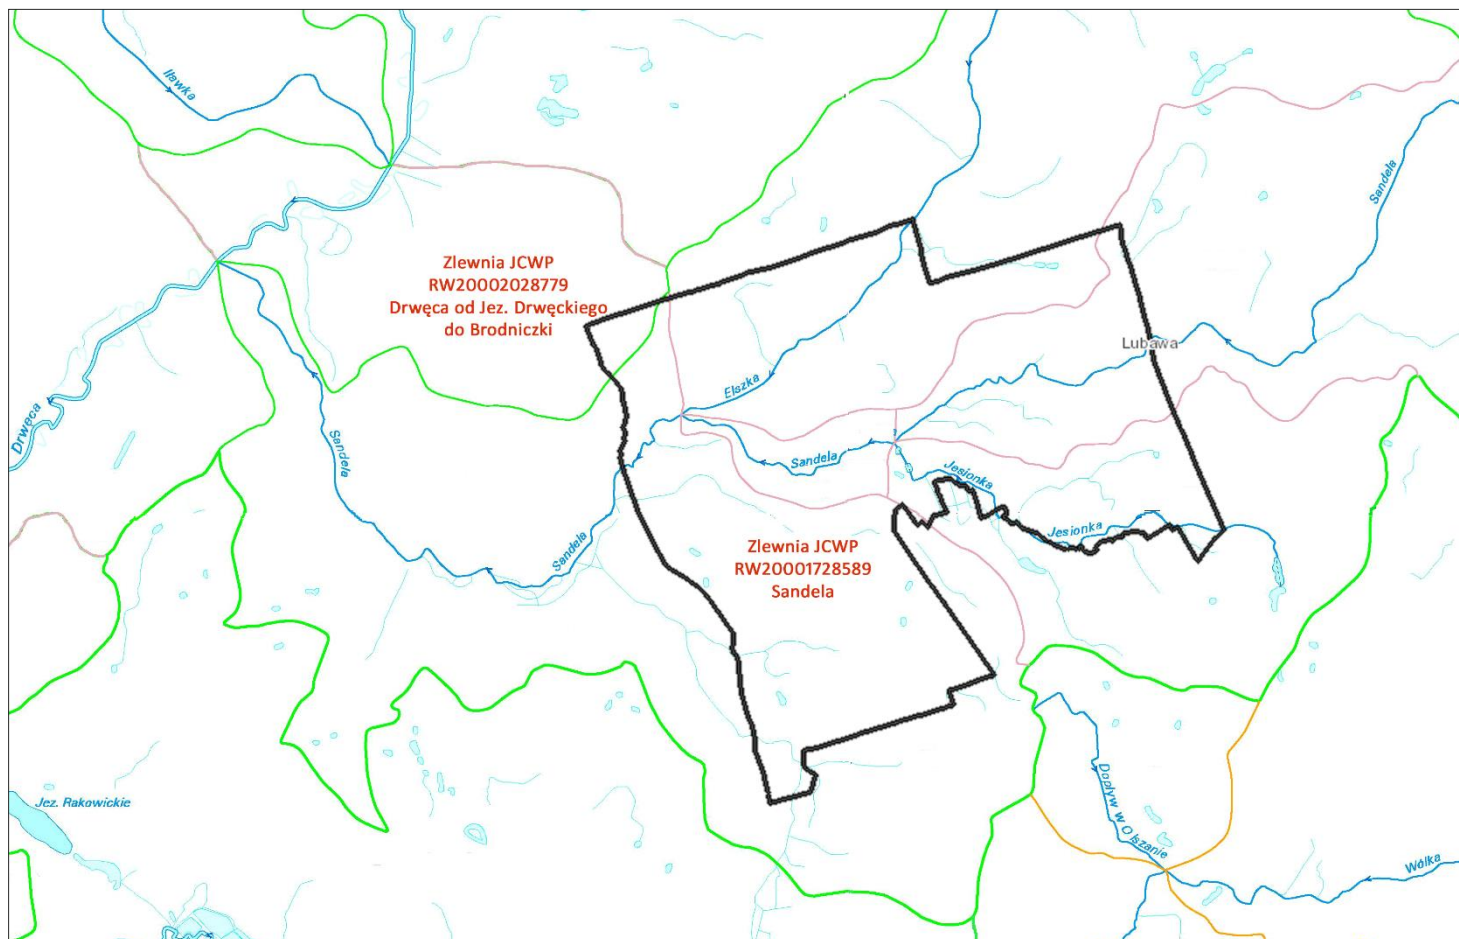 Iławka
Sandela
Zlewnia JCWP
RW20002028779
Drwęca od Jez. Drwęckiego
do Brodniczki
Lubawa
Elszka
Drwęca
Sandela
Sandela
Jesionka
Jesionka
Sandela
Zlewnia JCWP
RW20001728589
Sandela
Jez. Rakowickie
Dopływ w Olszanie
Wólka